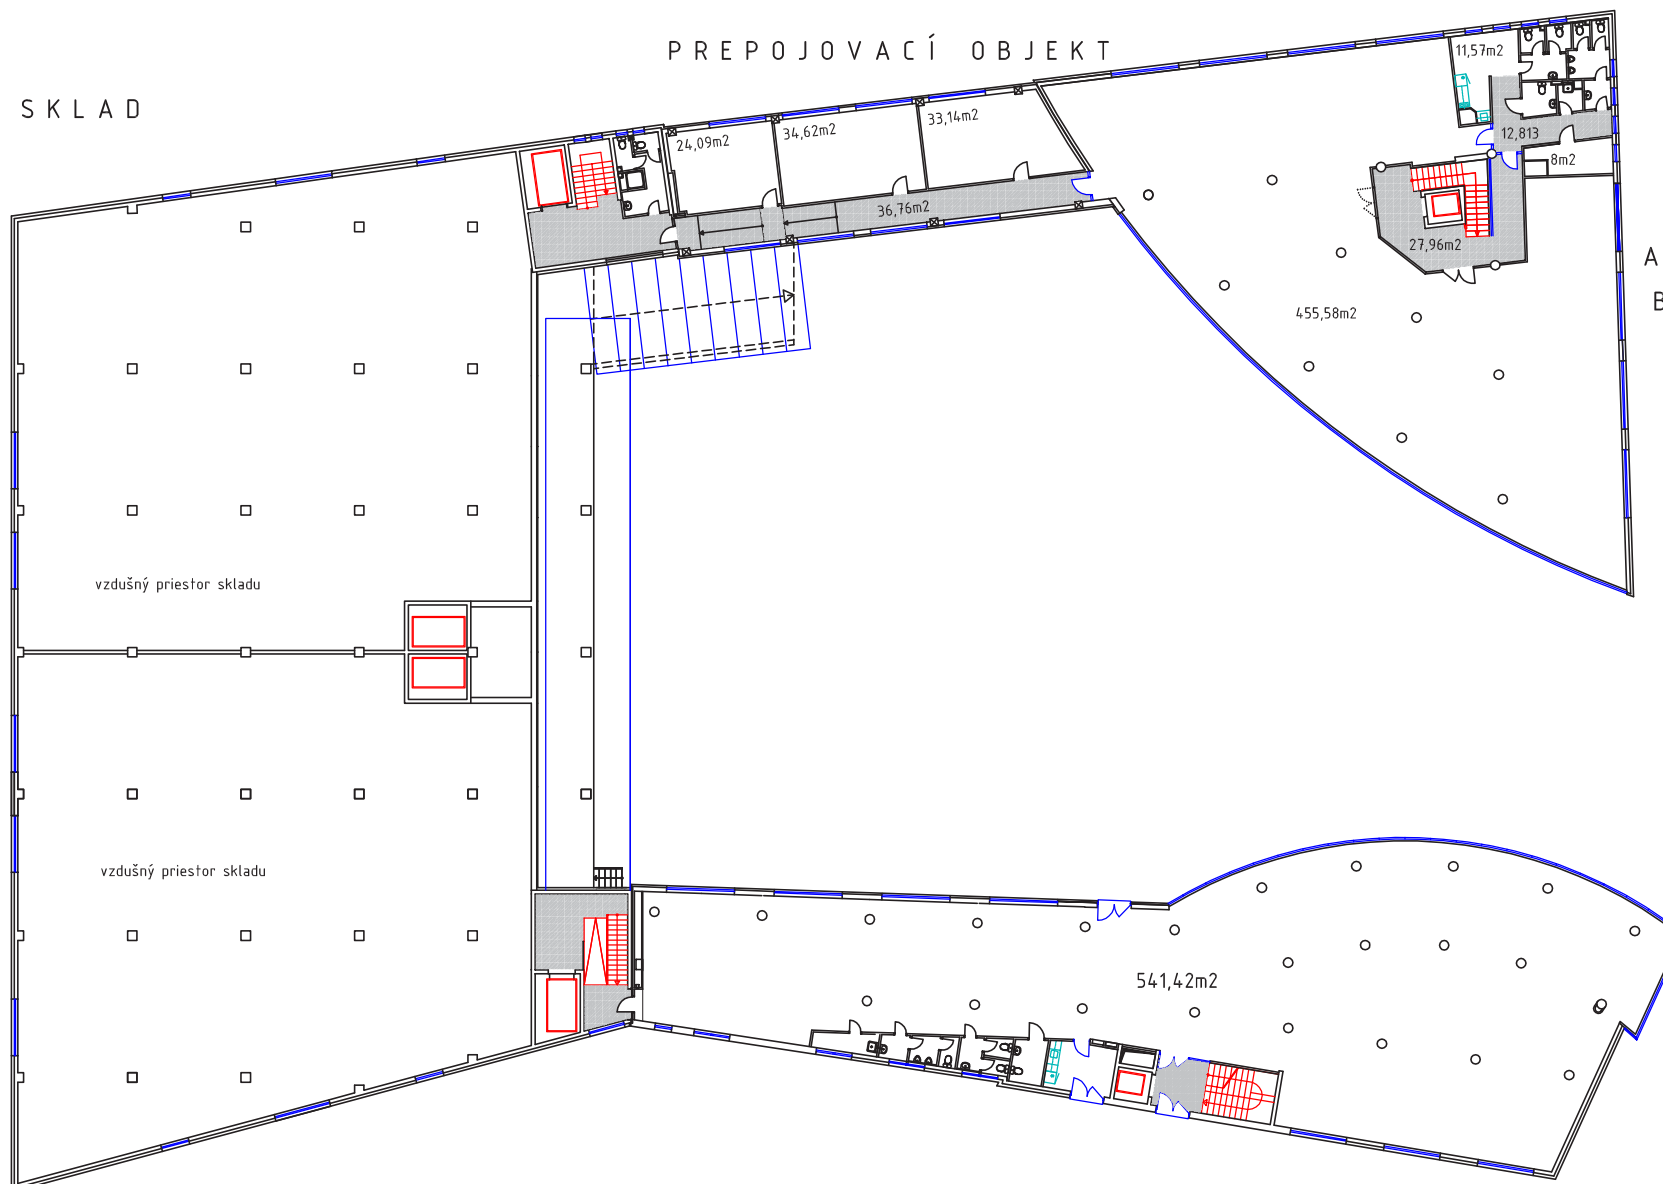 PREPOJOVACÍ OBJEKT
SKLAD
11,57m2
24,09m2
34,62m2
33,14m2
12,813
8m2
36,76m2
27,96m2
A
B
455,58m2
vzdušný priestor skladu
vzdušný priestor skladu
541,42m2